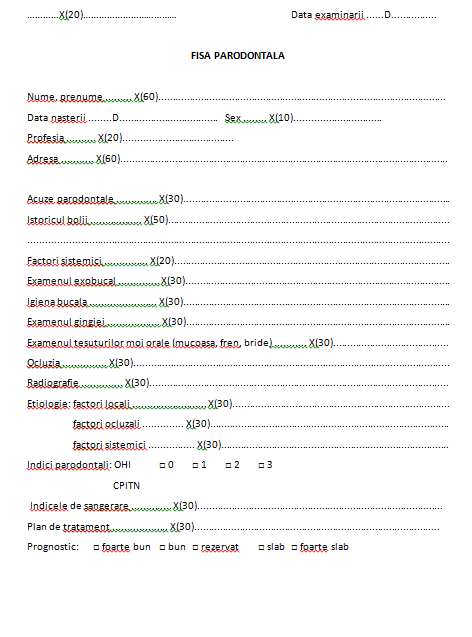 ...........X(20)................................. Data examinarii ......D...............
FISA PARODONTALA
Nume, prenume.......... X(60)....................................................................................................
Data nasterii ........D.................................. Sex ........ X(10)...............................
Profesia........... X(20).......................................
Adresa............ X(60)..................................................................................................................
Acuze parodontale.............. X(30)............................................................................................
Istoricul bolii .................. X(50)..................................................................................................
....................................................................................................................................................
Factori sistemici ............... X(20)................................................................................................
Examenul exobucal ..............X(30)............................................................................................
Igiena bucala ....................... X(30)............................................................................................
Examenul gingiei................... X(30)...........................................................................................
Examenul tesuturilor moi orale (mucoasa, fren, bride)............ X(30)........................................
Ocluzia ............... X(30)..............................................................................................................
Radiografie .............. X(30)........................................................................................................
Etiologie: factori locali.......................... X(30)...........................................................................
factori ocluzali .............. X(30)..................................................................................
factori sistemici ................ X(30)..............................................................................
Indici parodontali: OHI □ 0 □ 1 □ 2 □ 3
CPITN
Indicele de sangerare.............. X(30)......................................................................................
Plan de tratament.................... X(30)....................................................................................
Prognostic: □ foarte bun □ bun □ rezervat □ slab □ foarte slab